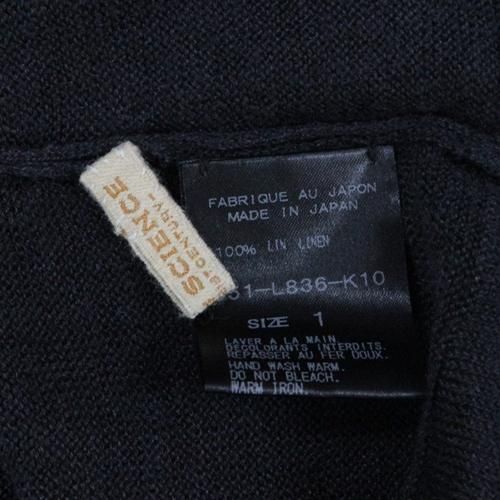 SCIENCE
FABRIQUE AU JAPON
MADE IN JAPAN
100% LIN LINEN
51-L836-K10
SIZE 1
LAVER A LA MAIN
DECOLORANTS INTERDITS.
REPASSER AU FER DOUX.
HAND WASH WARM.
DO NOT BLEACH.
WARM IRON.